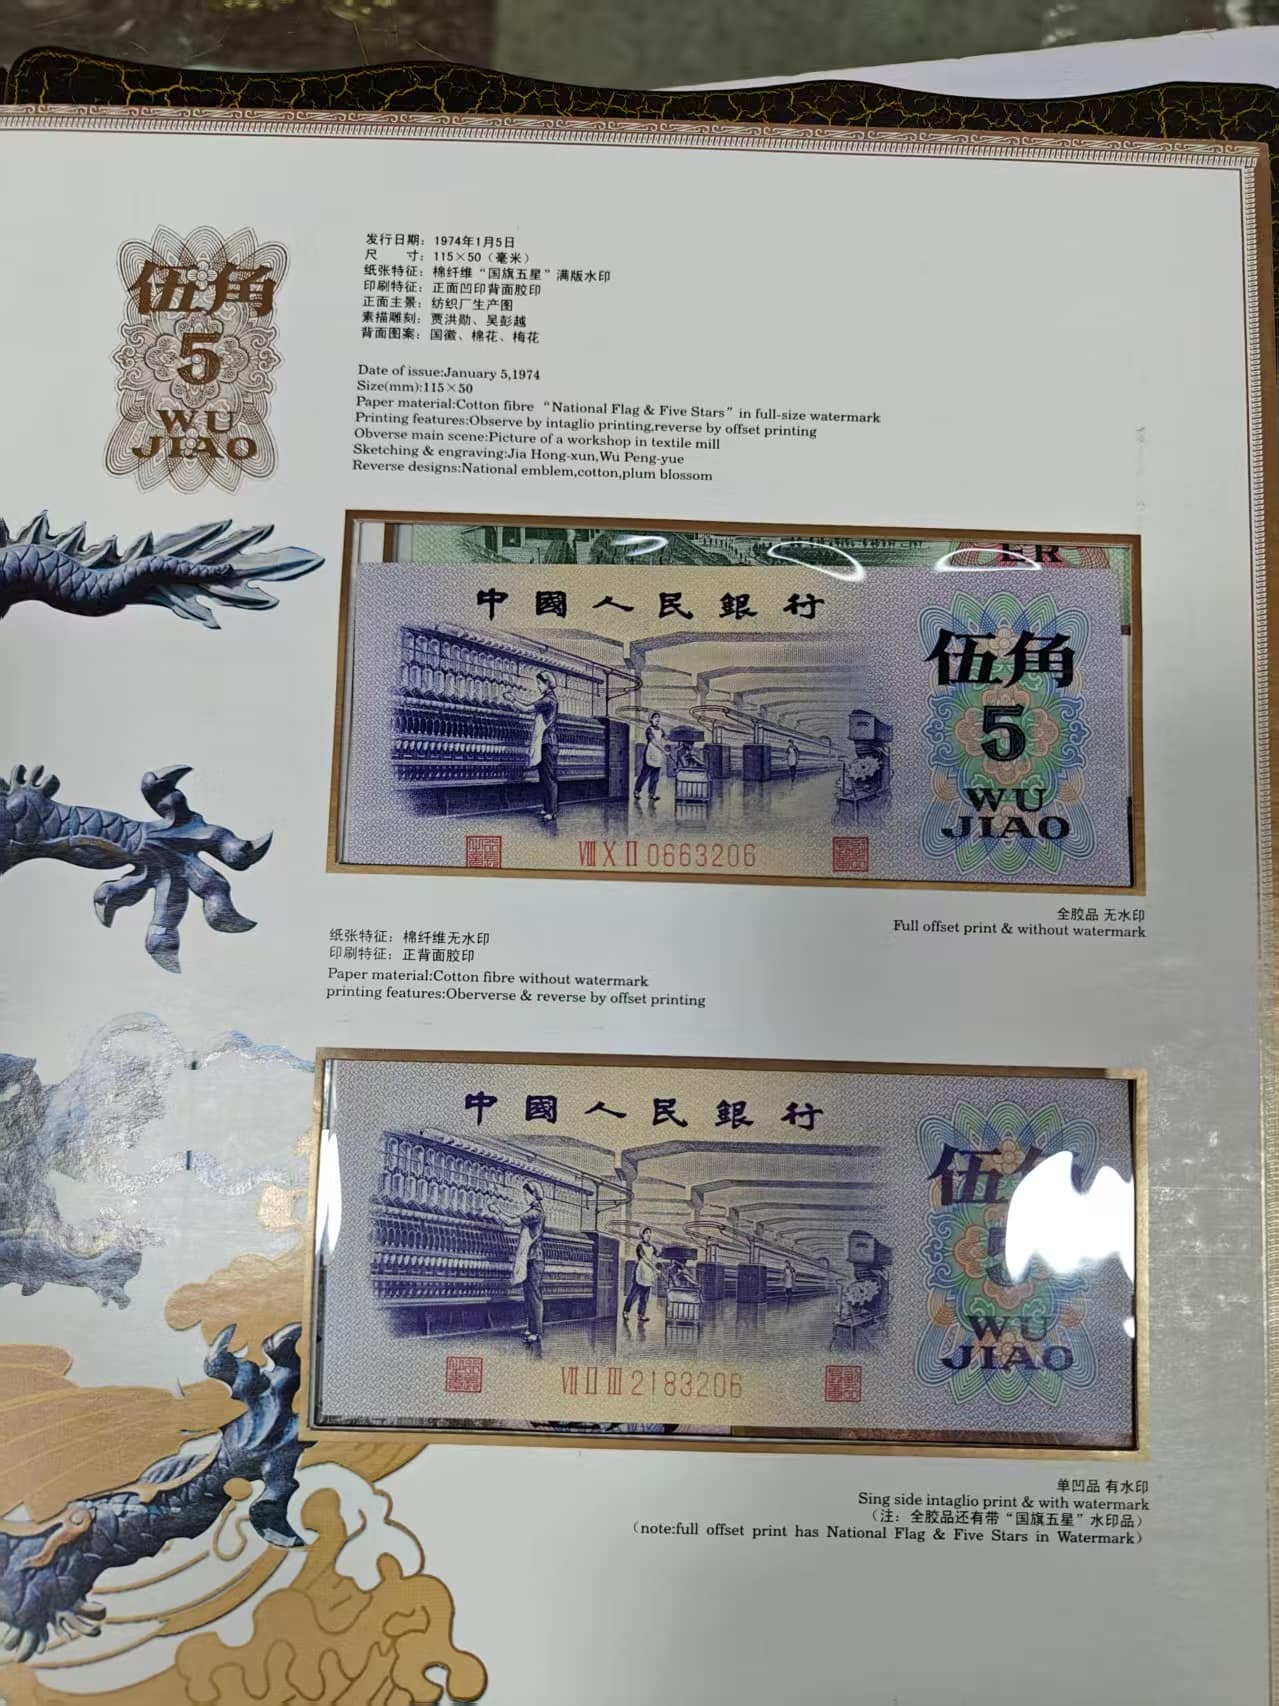 伍角
5
WU
JIAO
发行日期：1974年1月5日
尺 寸：115×50（毫米）
纸张特征：棉纤维“国旗五星”满版水印
印刷特征：正面凹印背面胶印
正面主景：纺织厂生产图
素描雕刻：贾洪勋、吴彭越
背面图案：国徽、棉花、梅花
Date of issue:January 5,1974
Size(mm):115×50
Paper material:Cotton fibre “National Flag & Five Stars” in full-size watermark
Printing features:Observe by intaglio printing,reverse by offset printing
Obverse main scene:Picture of a workshop in textile mill
Sketching & engraving:Jia Hong-xun,Wu Peng-yue
Reverse designs:National emblem,cotton,plum blossom
ER
中國人民銀行
伍角
5
WU
JIAO
VIII X II 0663206
全胶品 无水印
Full offset print & without watermark
纸张特征：棉纤维无水印
印刷特征：正背面胶印
Paper material:Cotton fibre without watermark
printing features:Oberverse & reverse by offset printing
中國人民銀行
伍
WU
JIAO
VII II III 2183206
单凹品 有水印
Sing side intaglio print & with watermark
（注：全胶品还有带“国旗五星”水印品）
(note:full offset print has National Flag & Five Stars in Watermark)